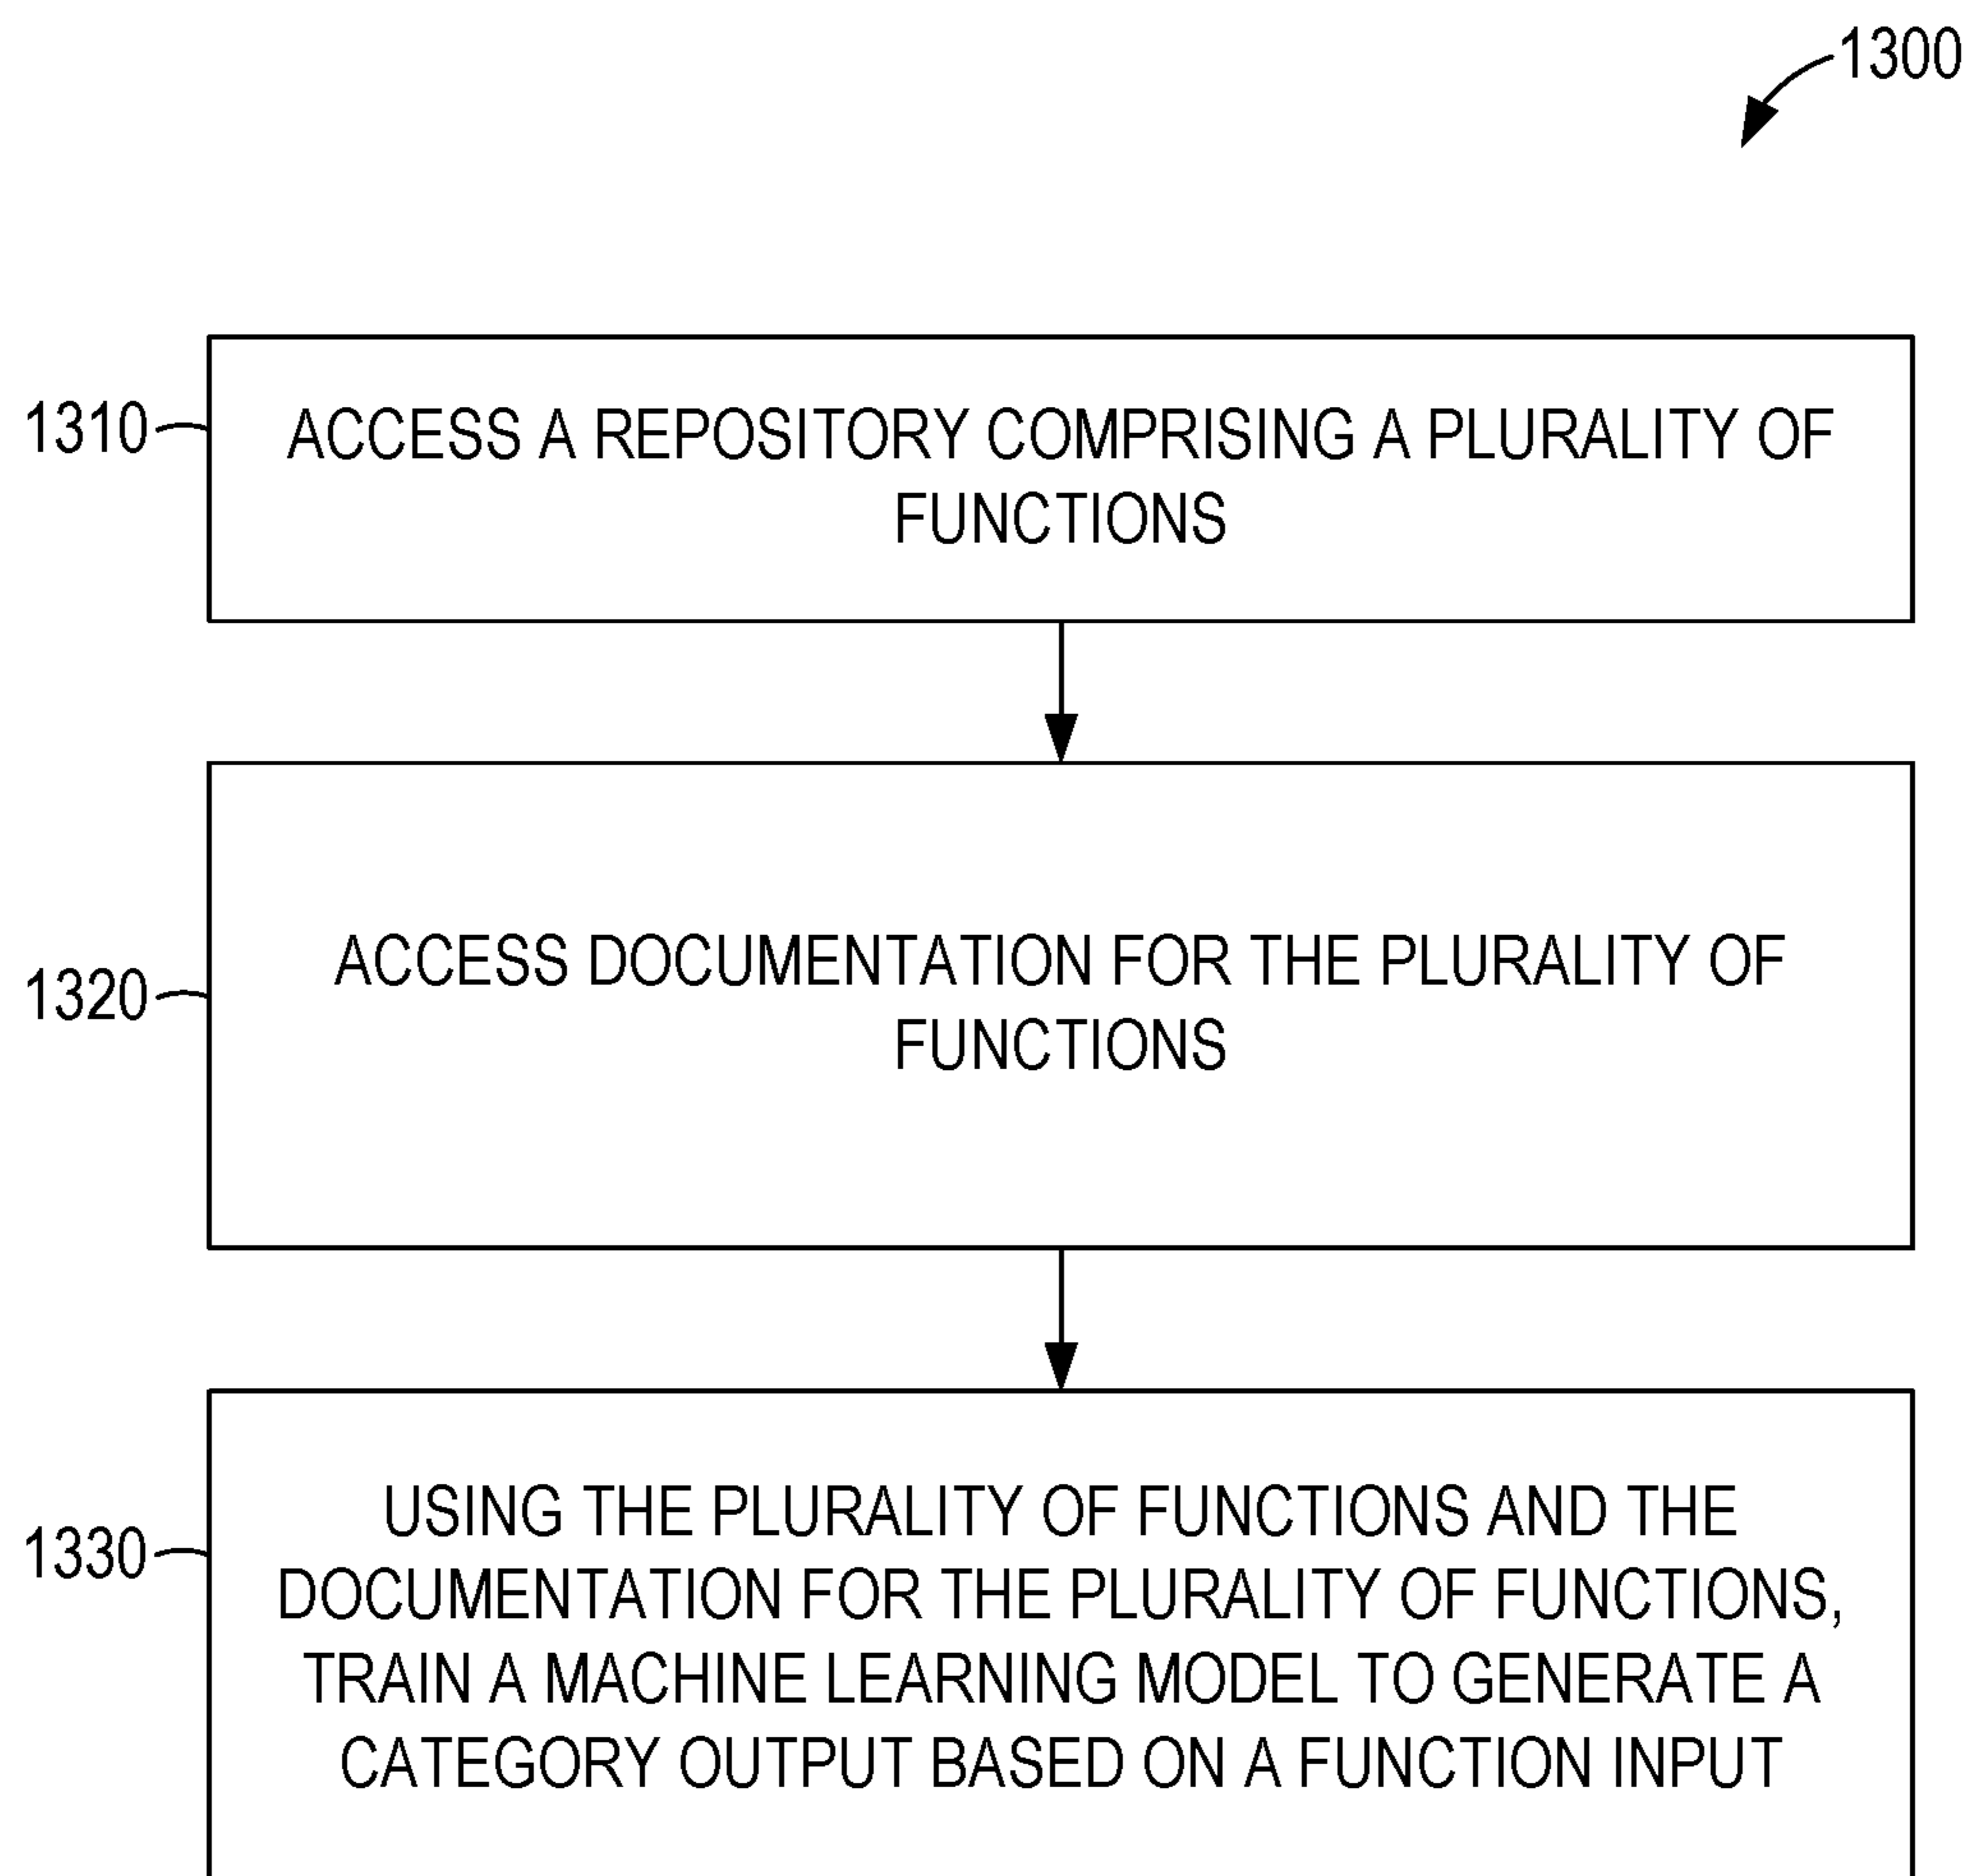 1300
1310
ACCESS A REPOSITORY COMPRISING A PLURALITY OF
FUNCTIONS
1320
ACCESS DOCUMENTATION FOR THE PLURALITY OF
FUNCTIONS
1330
USING THE PLURALITY OF FUNCTIONS AND THE
DOCUMENTATION FOR THE PLURALITY OF FUNCTIONS,
TRAIN A MACHINE LEARNING MODEL TO GENERATE A
CATEGORY OUTPUT BASED ON A FUNCTION INPUT